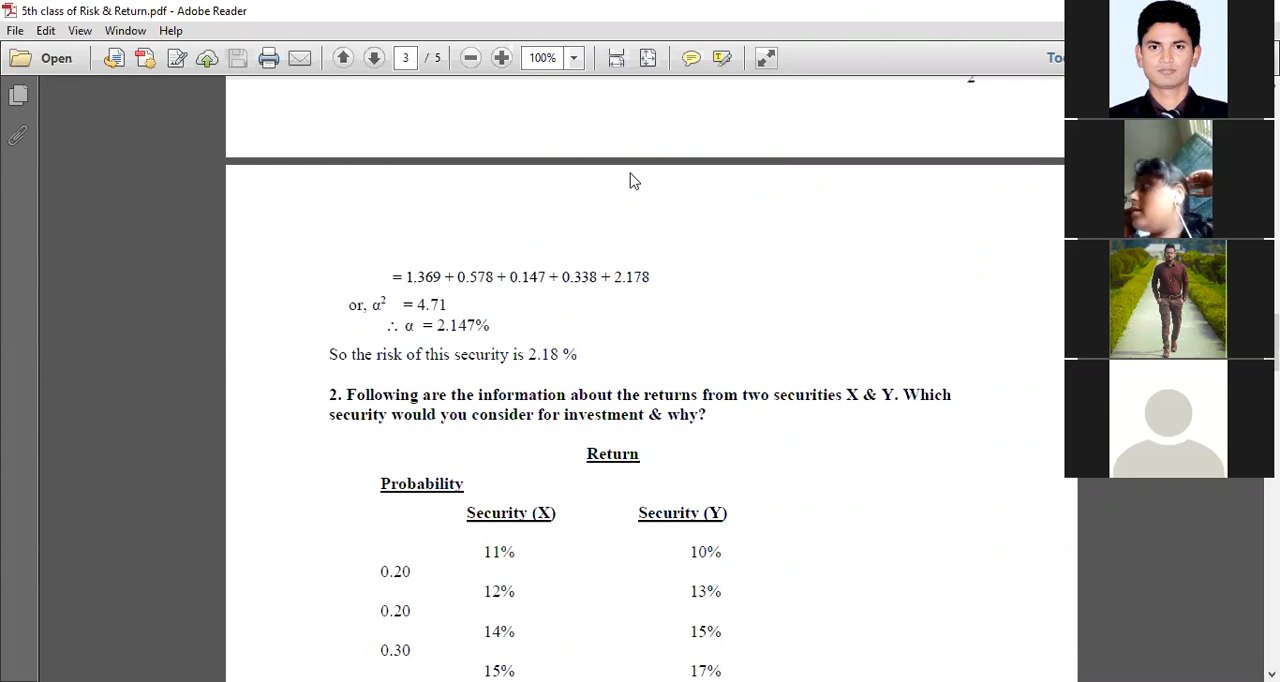 5th class of Risk & Return.pdf - Adobe Reader
File Edit View Window Help
Open 3 / 5 100% To
2
= 1.369 + 0.578 + 0.147 + 0.338 + 2.178
or, α² = 4.71
∴ α = 2.147%
So the risk of this security is 2.18 %
2. Following are the information about the returns from two securities X & Y. Which
security would you consider for investment & why?
Return
Probability
Security (X) Security (Y)
11% 10%
0.20
12% 13%
0.20
14% 15%
0.30
15% 17%